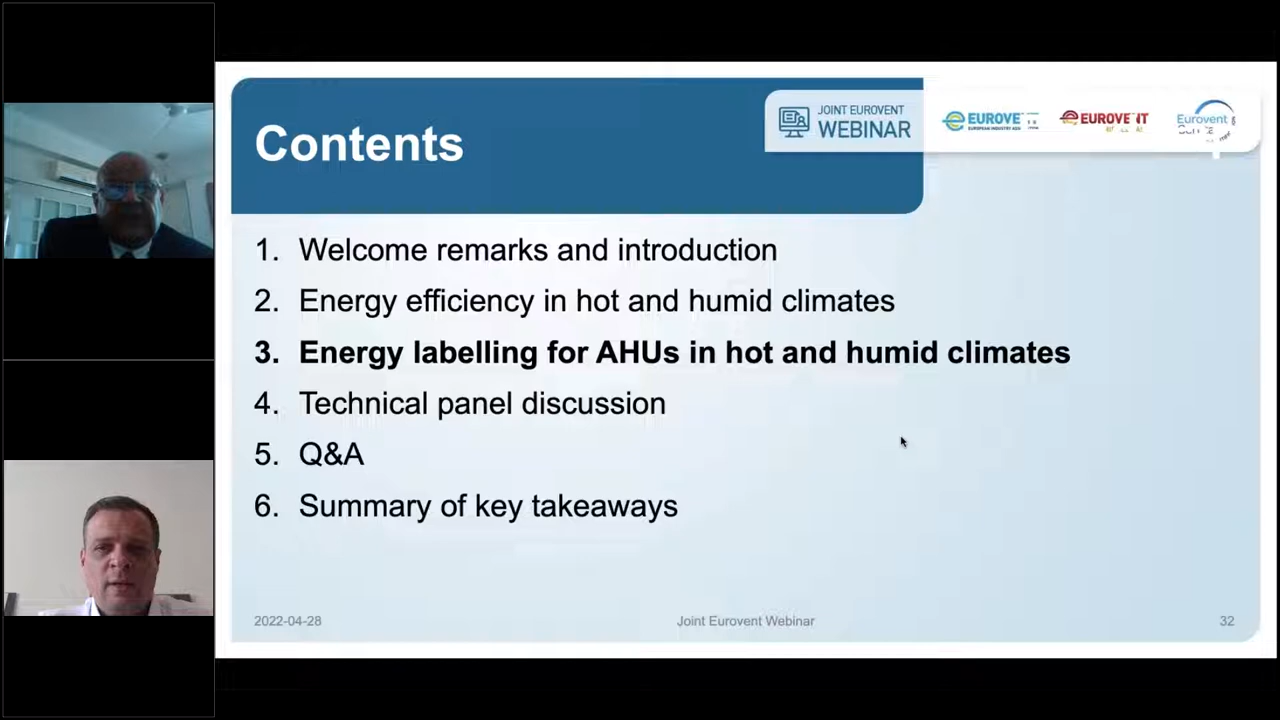 JOINT EUROVENT
WEBINAR
Contents
1. Welcome remarks and introduction
2. Energy efficiency in hot and humid climates
3. Energy labelling for AHUs in hot and humid climates
4. Technical panel discussion
5. Q&A
6. Summary of key takeaways
2022-04-28
Joint Eurovent Webinar
32
Eurovent